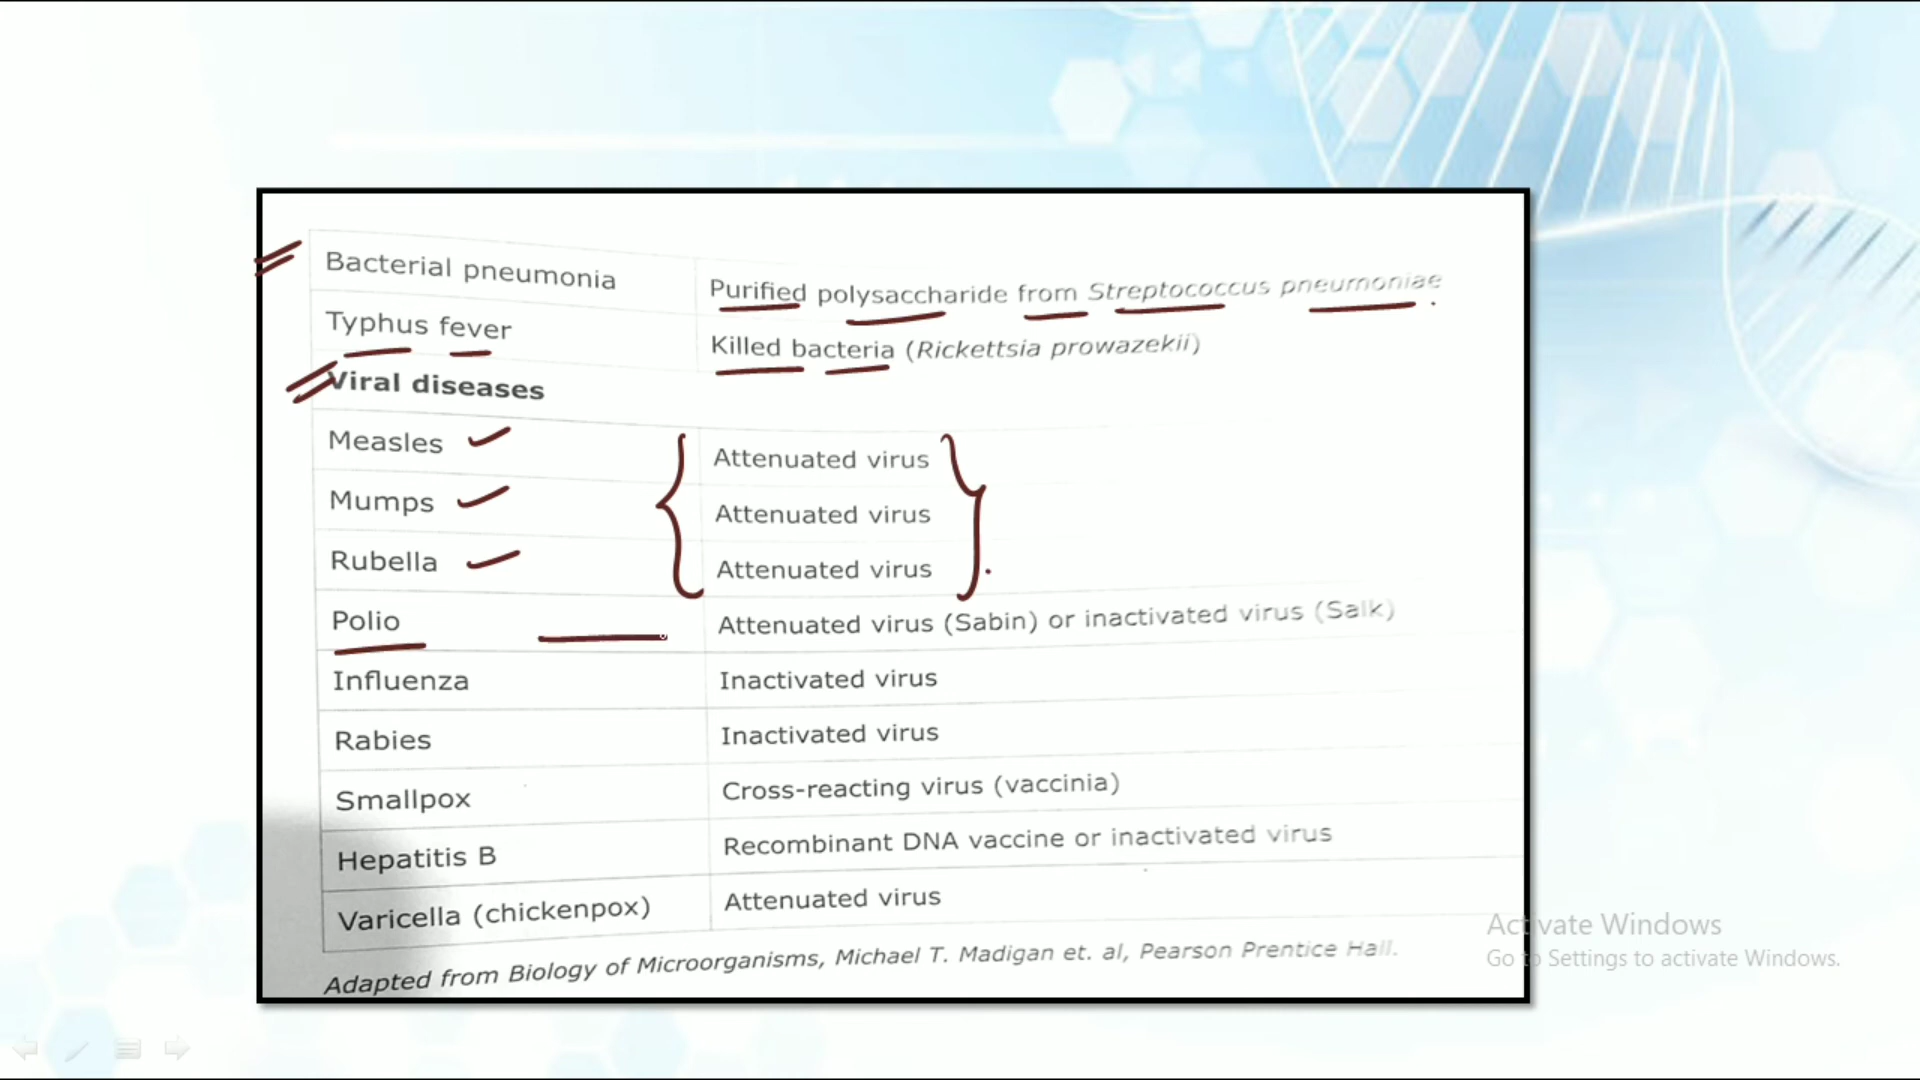 Bacterial pneumonia
Purified polysaccharide from Streptococcus pneumoniae
Typhus fever
Killed bacteria (Rickettsia prowazekii)
Viral diseases
Measles
Attenuated virus
Mumps
Attenuated virus
Rubella
Attenuated virus
Polio
Attenuated virus (Sabin) or inactivated virus (Salk)
Influenza
Inactivated virus
Rabies
Inactivated virus
Smallpox
Cross-reacting virus (vaccinia)
Hepatitis B
Recombinant DNA vaccine or inactivated virus
Varicella (chickenpox)
Attenuated virus
Adapted from Biology of Microorganisms, Michael T. Madigan et. al, Pearson Prentice Hall.
Activate Windows
Go to Settings to activate Windows.